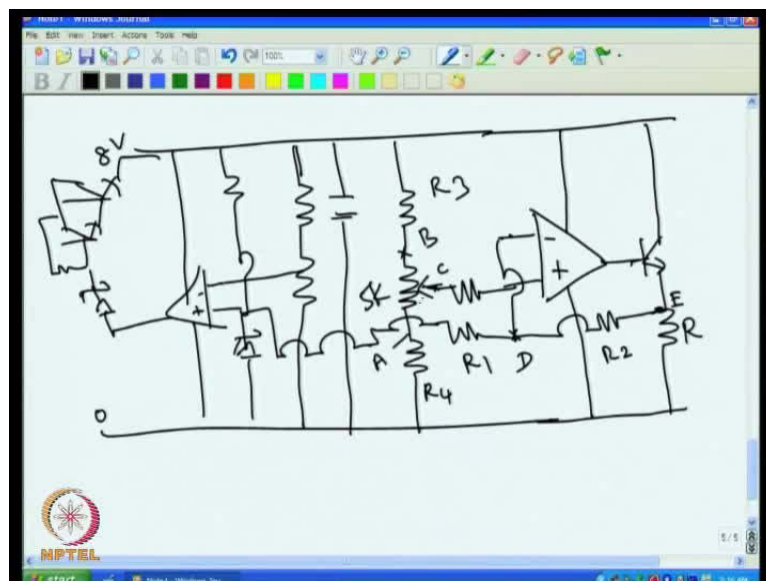 Note1 - Windows Journal
File Edit View Insert Actions Tools Help
100%
B I
8V
R3
B
C
5K
A
R1
D
R2
E
R
R4
0
5/5
NPTEL
start